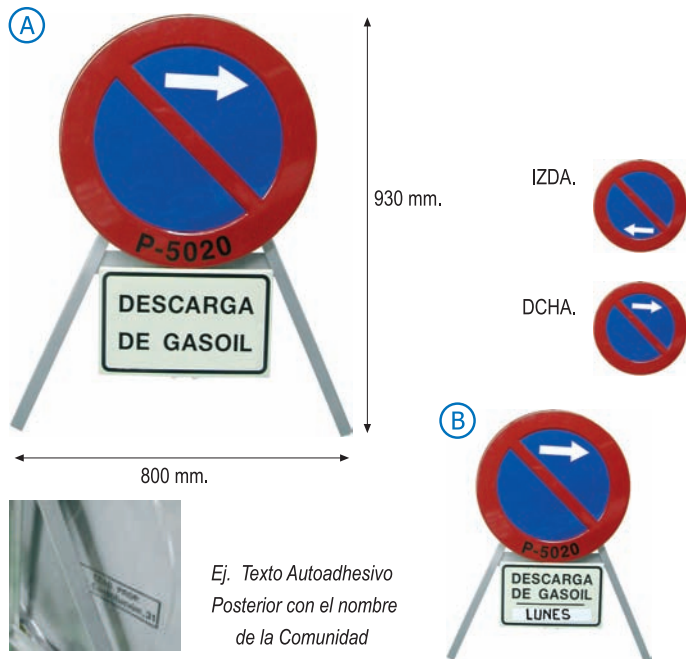 A
P-5020
DESCARGA
DE GASOIL
930 mm.
800 mm.
IZDA.
DCHA.
B
P-5020
DESCARGA
DE GASOIL
LUNES
Ej. Texto Autoadhesivo
Posterior con el nombre
de la Comunidad